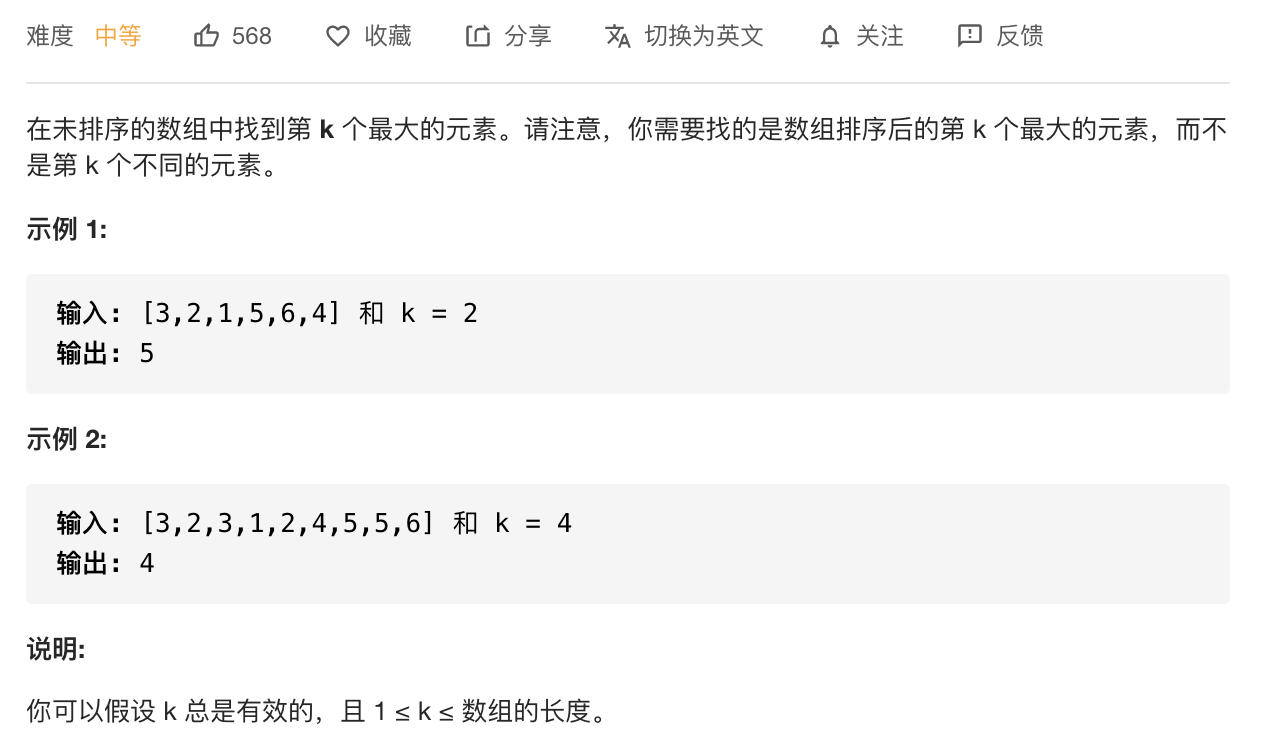 难度 中等 568 收藏 分享 切换为英文 关注 反馈
在未排序的数组中找到第 k 个最大的元素。请注意，你需要找的是数组排序后的第 k 个最大的元素，而不
是第 k 个不同的元素。
示例 1:
输入: [3,2,1,5,6,4] 和 k = 2
输出: 5
示例 2:
输入: [3,2,3,1,2,4,5,5,6] 和 k = 4
输出: 4
说明:
你可以假设 k 总是有效的，且 1 ≤ k ≤ 数组的长度。